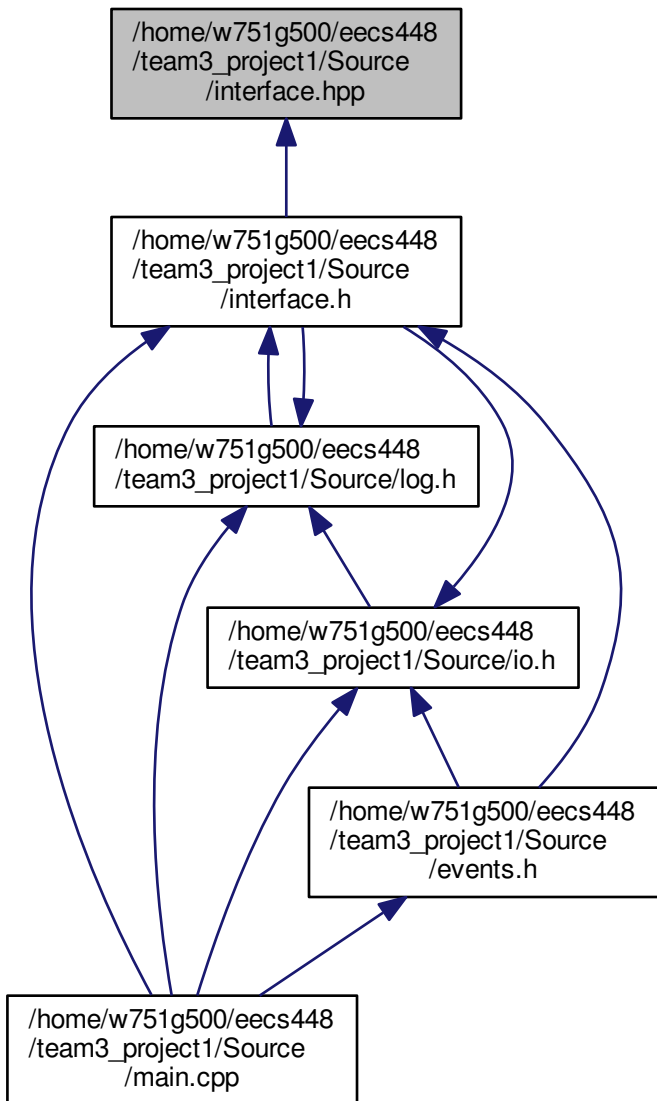 /home/w751g500/eecs448
/team3_project1/Source
/interface.hpp
/home/w751g500/eecs448
/team3_project1/Source
/interface.h
/home/w751g500/eecs448
/team3_project1/Source/log.h
/home/w751g500/eecs448
/team3_project1/Source/io.h
/home/w751g500/eecs448
/team3_project1/Source
/events.h
/home/w751g500/eecs448
/team3_project1/Source
/main.cpp